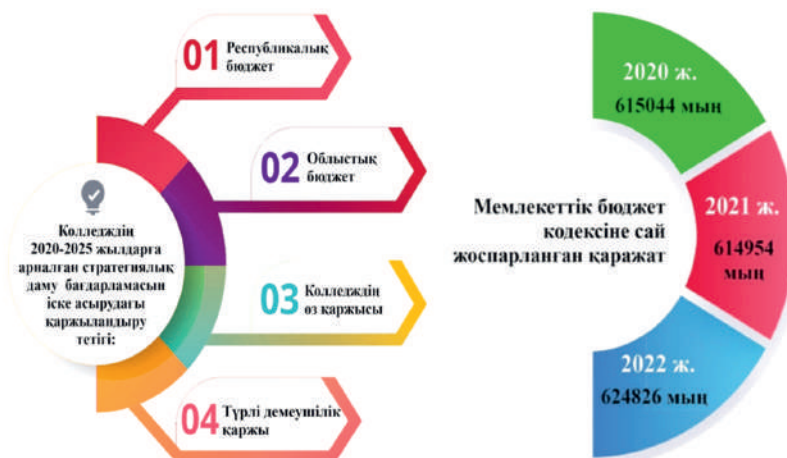 Колледждің
2020-2025 жылдарға
арналған стратегиялық
даму бағдарламасын
іске асырудағы
қаржыландыру
тетігі:
01 Республикалық
бюджет
02 Облыстық
бюджет
03 Колледждің
өз қаржысы
04 Түрлі демеушілік
қаржы
Мемлекеттік бюджет
кодексіне сай
жоспарланған қаражат
2020 ж.
615044 мың
2021 ж.
614954
мың
2022 ж.
624826 мың